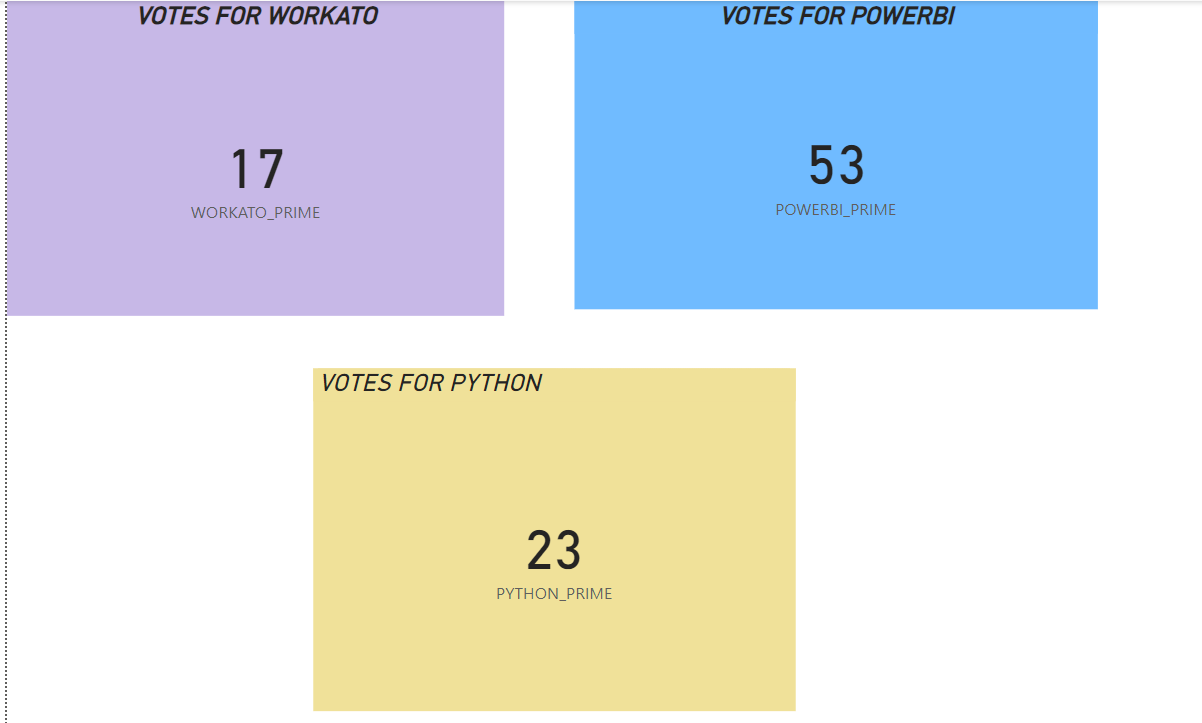 VOTES FOR WORKATO
17
WORKATO_PRIME
VOTES FOR POWERBI
53
POWERBI_PRIME
VOTES FOR PYTHON
23
PYTHON_PRIME